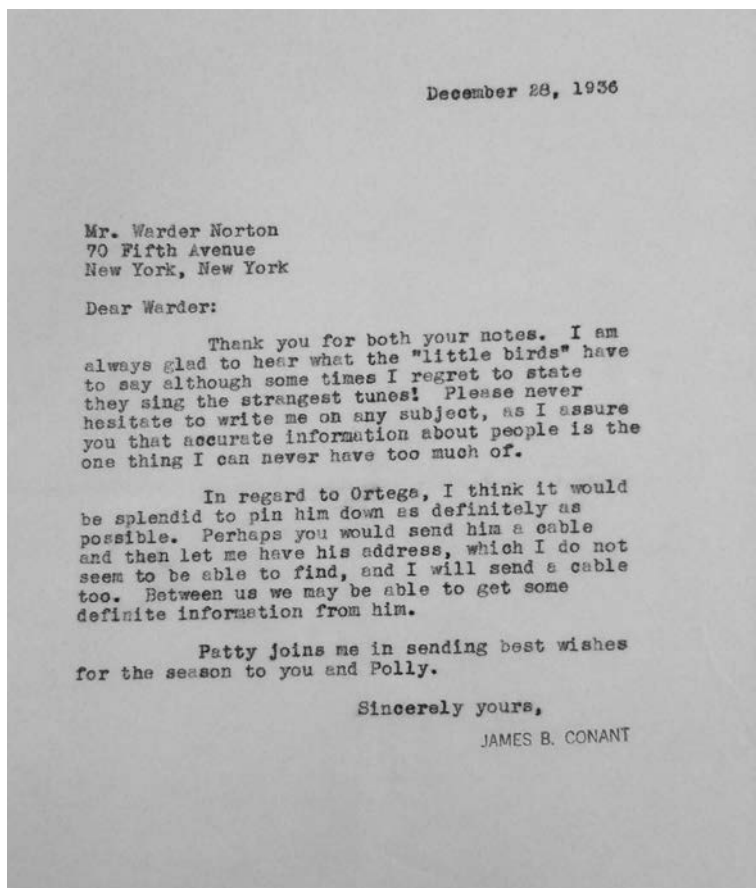 December 28, 1936
Mr. Warder Norton
70 Fifth Avenue
New York, New York
Dear Warder:
Thank you for both your notes. I am
always glad to hear what the "little birds" have
to say although some times I regret to state
they sing the strangest tunes! Please never
hesitate to write me on any subject, as I assure
you that accurate information about people is the
one thing I can never have too much of.
In regard to Ortega, I think it would
be splendid to pin him down as definitely as
possible. Perhaps you would send him a cable
and then let me have his address, which I do not
seem to be able to find, and I will send a cable
too. Between us we may be able to get some
definite information from him.
Patty joins me in sending best wishes
for the season to you and Polly.
Sincerely yours,
JAMES B. CONANT